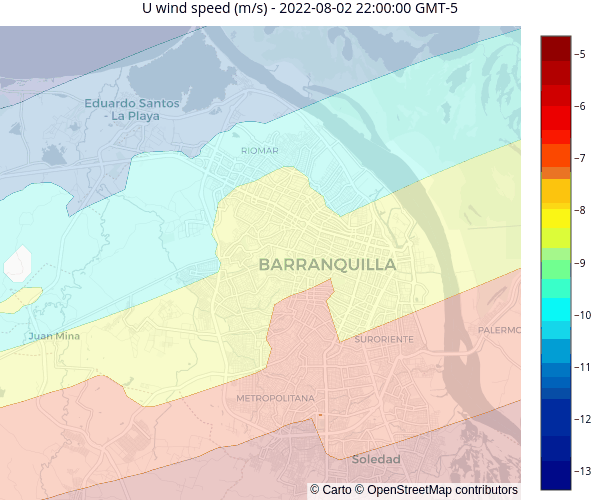 U wind speed (m/s) - 2022-08-02 22:00:00 GMT-5
Eduardo Santos
- La Playa
RIOMAR
BARRANQUILLA
Juan Mina
SURORIENTE
PALERMO
METROPOLITANA
Soledad
© Carto © OpenStreetMap contributors
−5
−6
−7
−8
−9
−10
−11
−12
−13